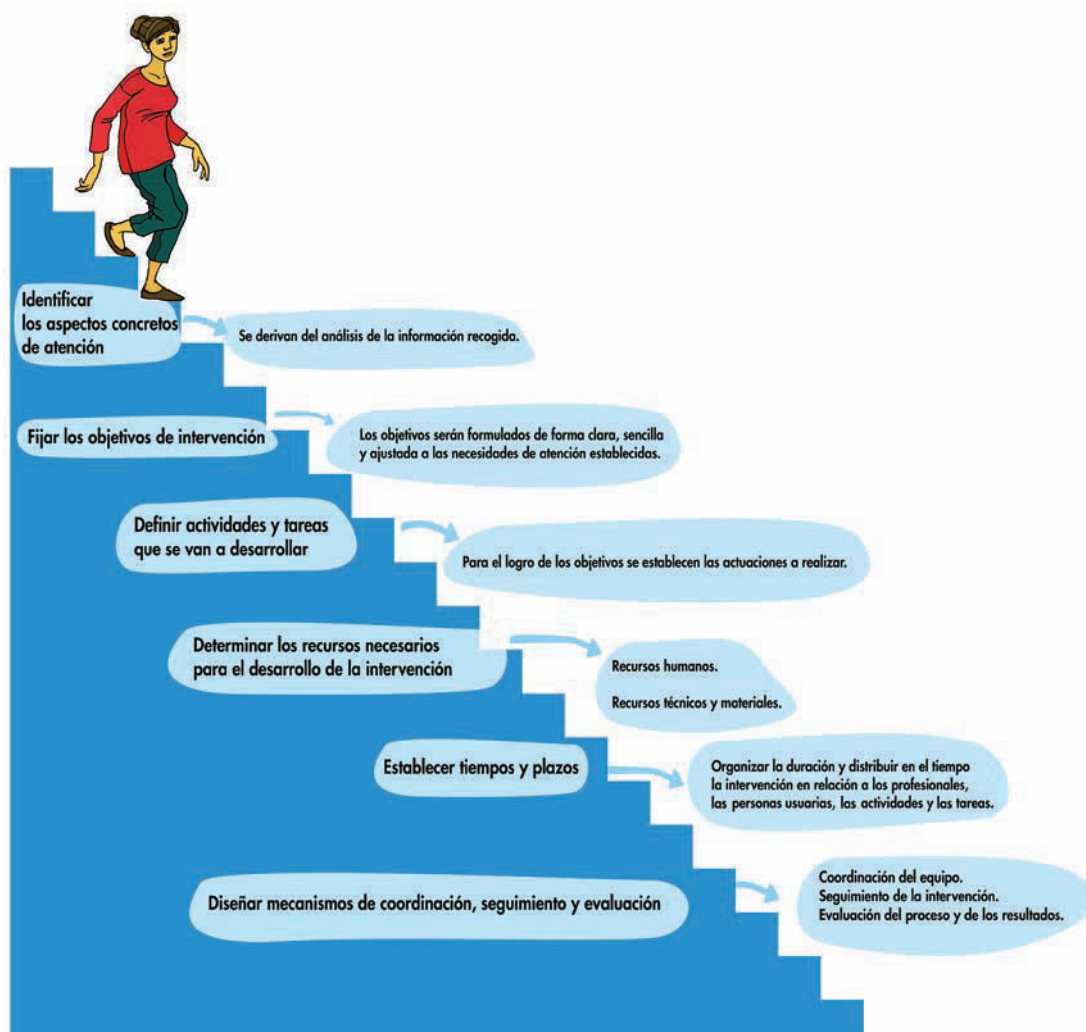 Identificar
los aspectos concretos
de atención
Se derivan del análisis de la información recogida.
Fijar los objetivos de intervención
Los objetivos serán formulados de forma clara, sencilla
y ajustada a las necesidades de atención establecidas.
Definir actividades y tareas
que se van a desarrollar
Para el logro de los objetivos se establecen las actuaciones a realizar.
Determinar los recursos necesarios
para el desarrollo de la intervención
Recursos humanos.
Recursos técnicos y materiales.
Establecer tiempos y plazos
Organizar la duración y distribuir en el tiempo
la intervención en relación a los profesionales,
las personas usuarias, las actividades y las tareas.
Diseñar mecanismos de coordinación, seguimiento y evaluación
Coordinación del equipo.
Seguimiento de la intervención.
Evaluación del proceso y de los resultados.